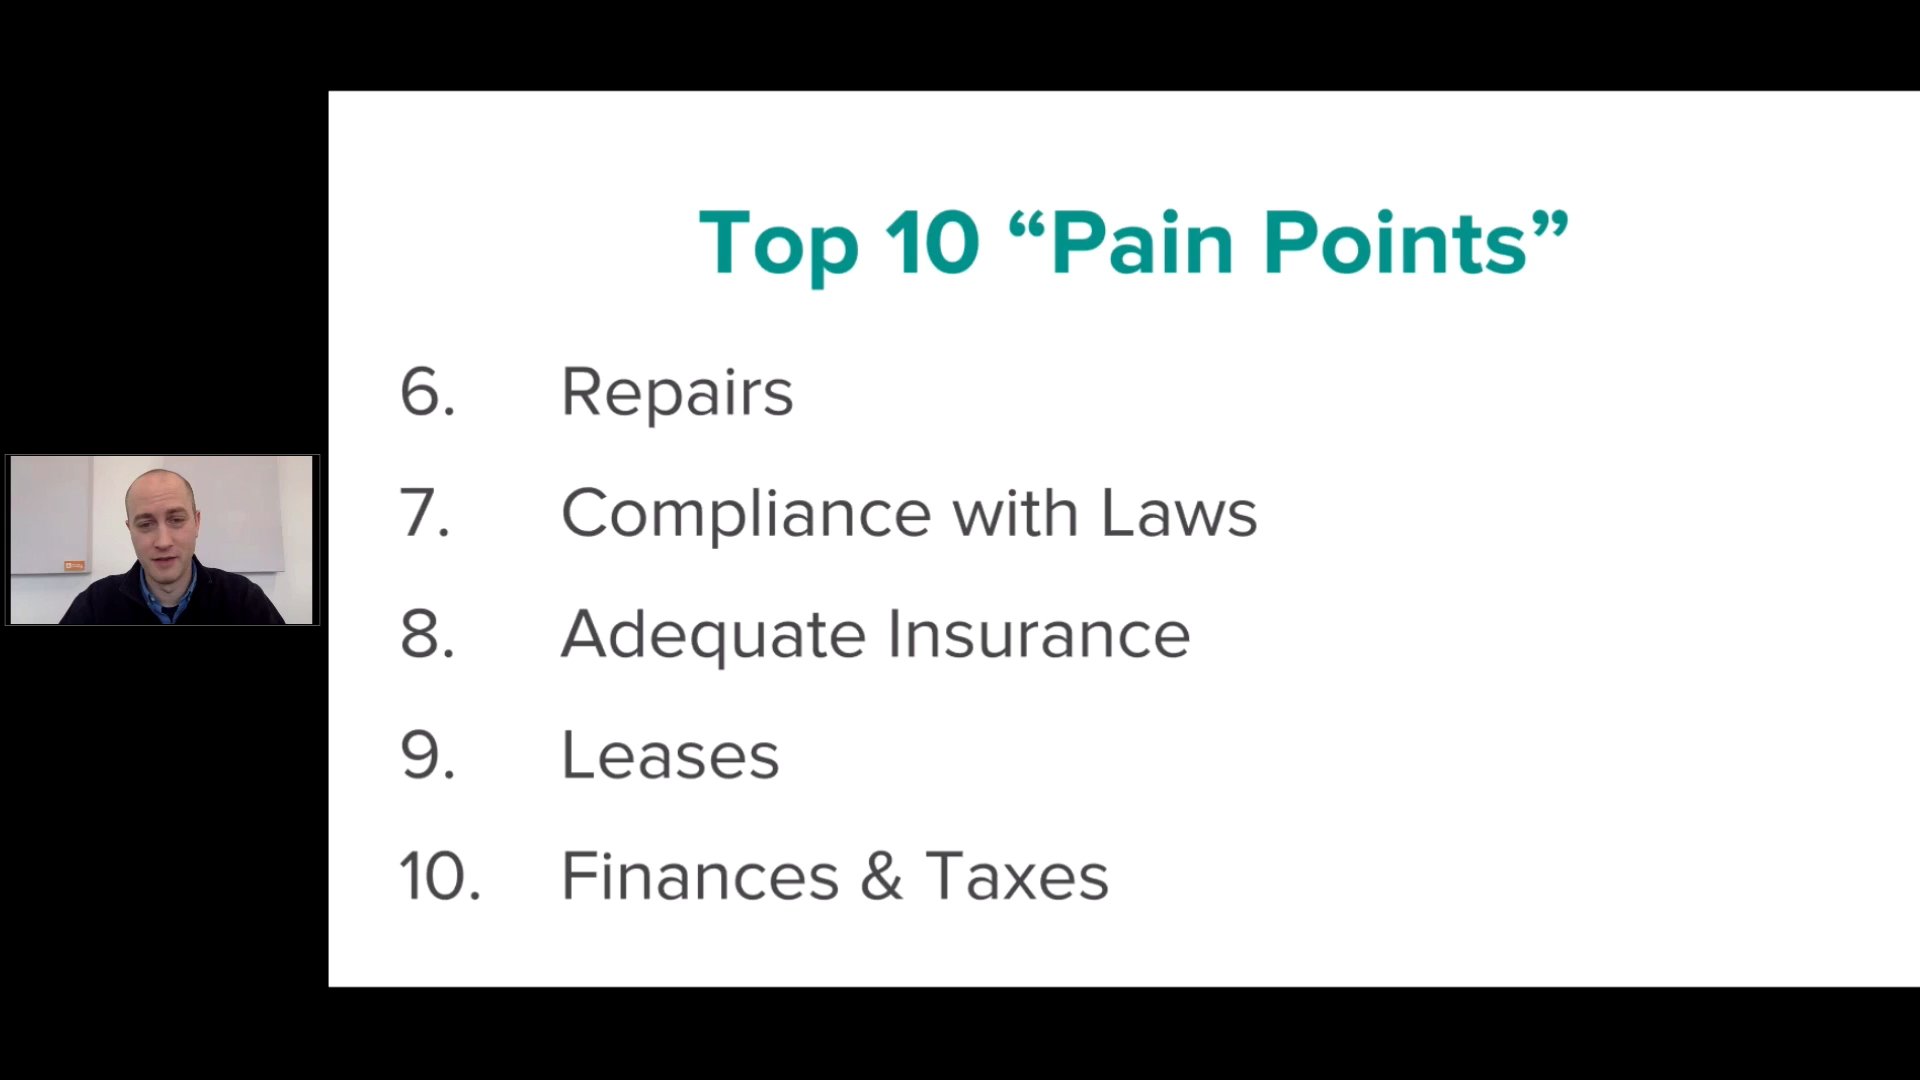 Top 10 “Pain Points”
6. Repairs
7. Compliance with Laws
8. Adequate Insurance
9. Leases
10. Finances & Taxes